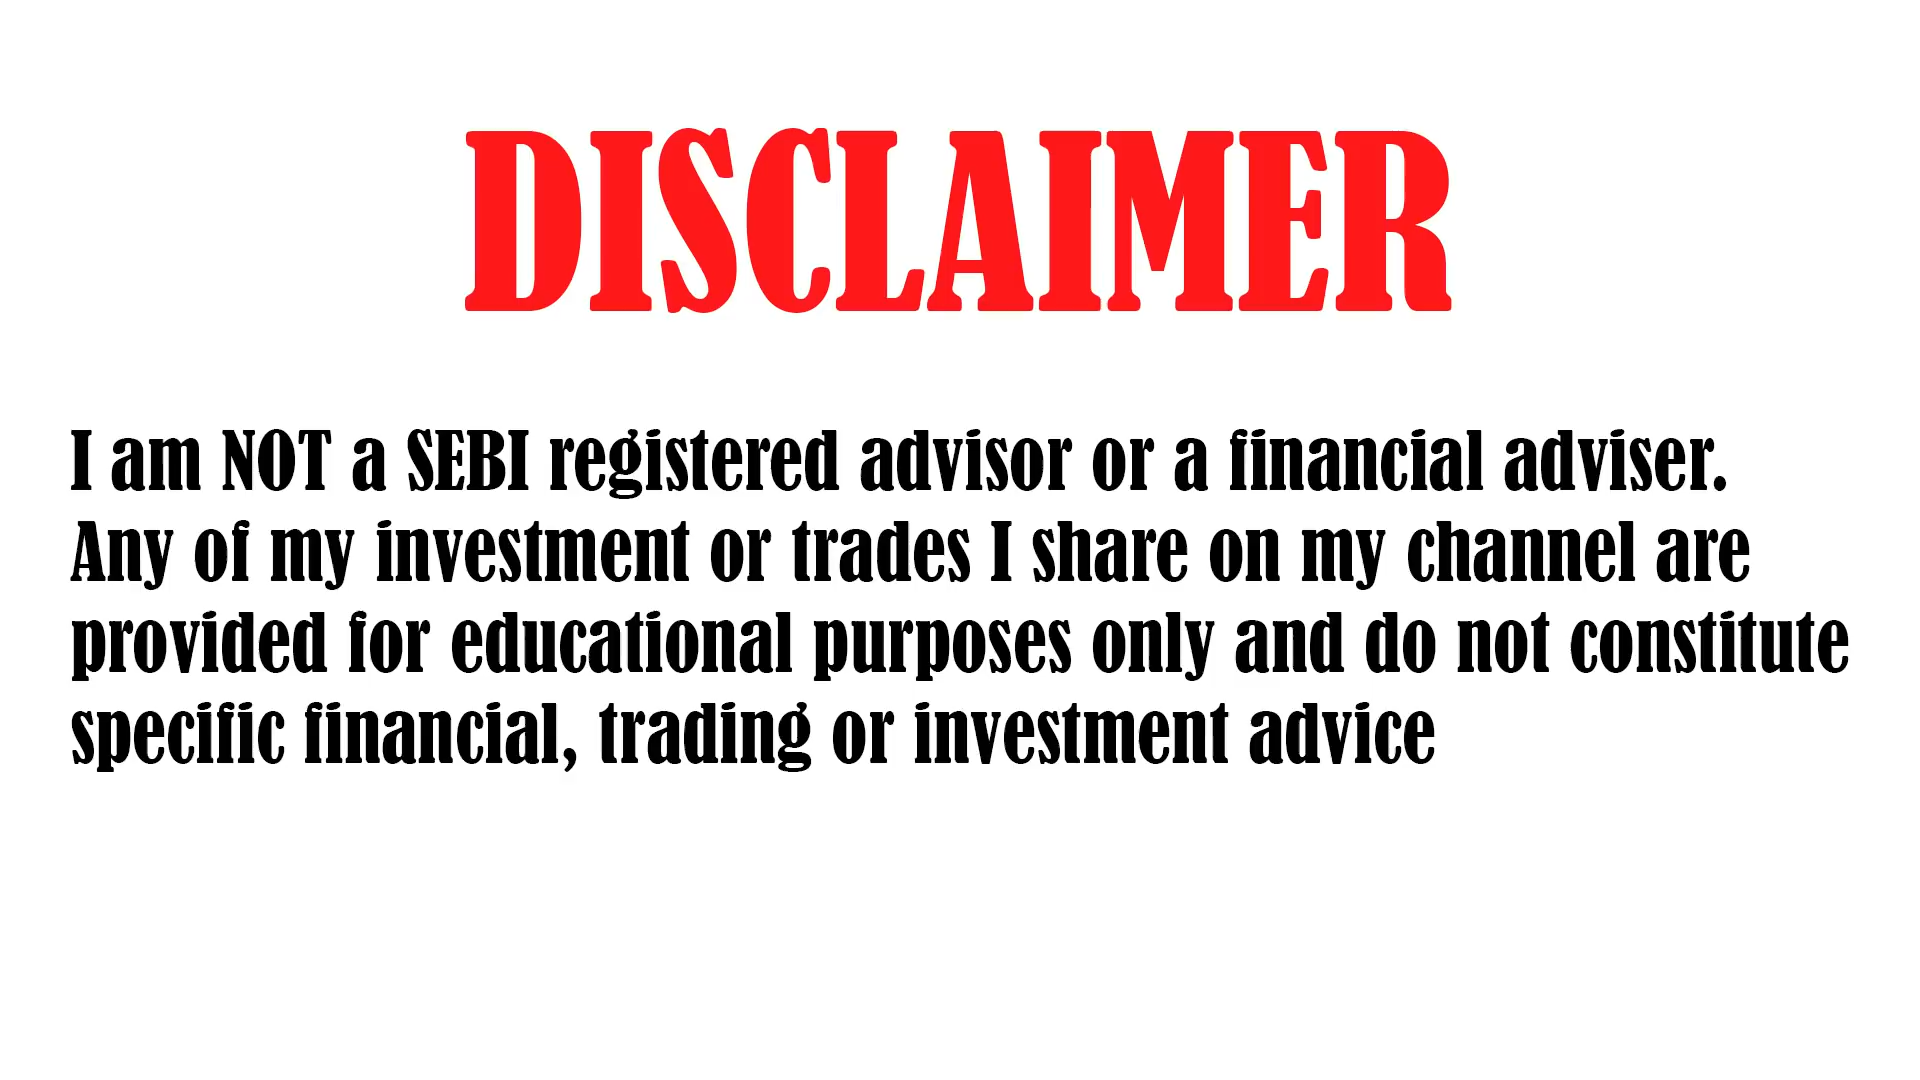 DISCLAIMER
I am NOT a SEBI registered advisor or a financial adviser.
Any of my investment or trades I share on my channel are
provided for educational purposes only and do not constitute
specific financial, trading or investment advice